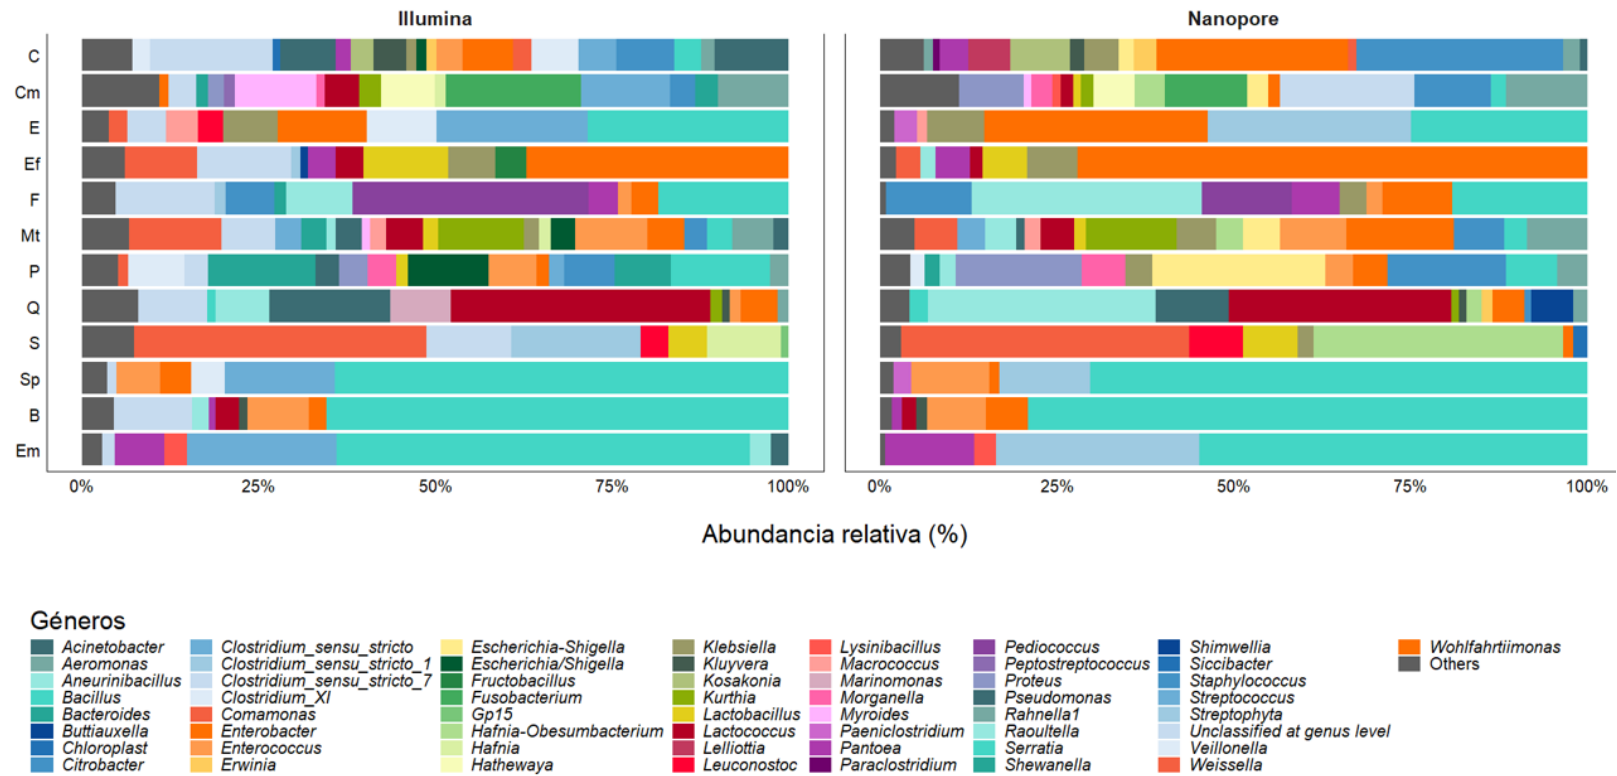 Illumina
Nanopore
C
Cm
E
Ef
F
Mt
P
Q
S
Sp
B
Em
0% 25% 50% 75% 100%
0% 25% 50% 75% 100%
Abundancia relativa (%)
Géneros
Acinetobacter Clostridium_sensu_stricto Escherichia-Shigella Klebsiella Lysinibacillus Pediococcus Shimwellia Wohlfahrtiimonas
Aeromonas Clostridium_sensu_stricto_1 Escherichia/Shigella Kluyvera Macrococcus Peptostreptococcus Siccibacter Others
Aneurinibacillus Clostridium_sensu_stricto_7 Fructobacillus Kosakonia Marinomonas Proteus Staphylococcus
Bacillus Clostridium_XI Fusobacterium Kurthia Morganella Pseudomonas Streptococcus
Bacteroides Comamonas Gp15 Lactobacillus Myroides Rahnella1 Streptophyta
Buttiauxella Enterobacter Hafnia-Obesumbacterium Lactococcus Paeniclostridium Raoultella Unclassified at genus level
Chloroplast Enterococcus Hafnia Lelliottia Pantoea Serratia Veillonella
Citrobacter Erwinia Hathewaya Leuconostoc Paraclostridium Shewanella Weissella